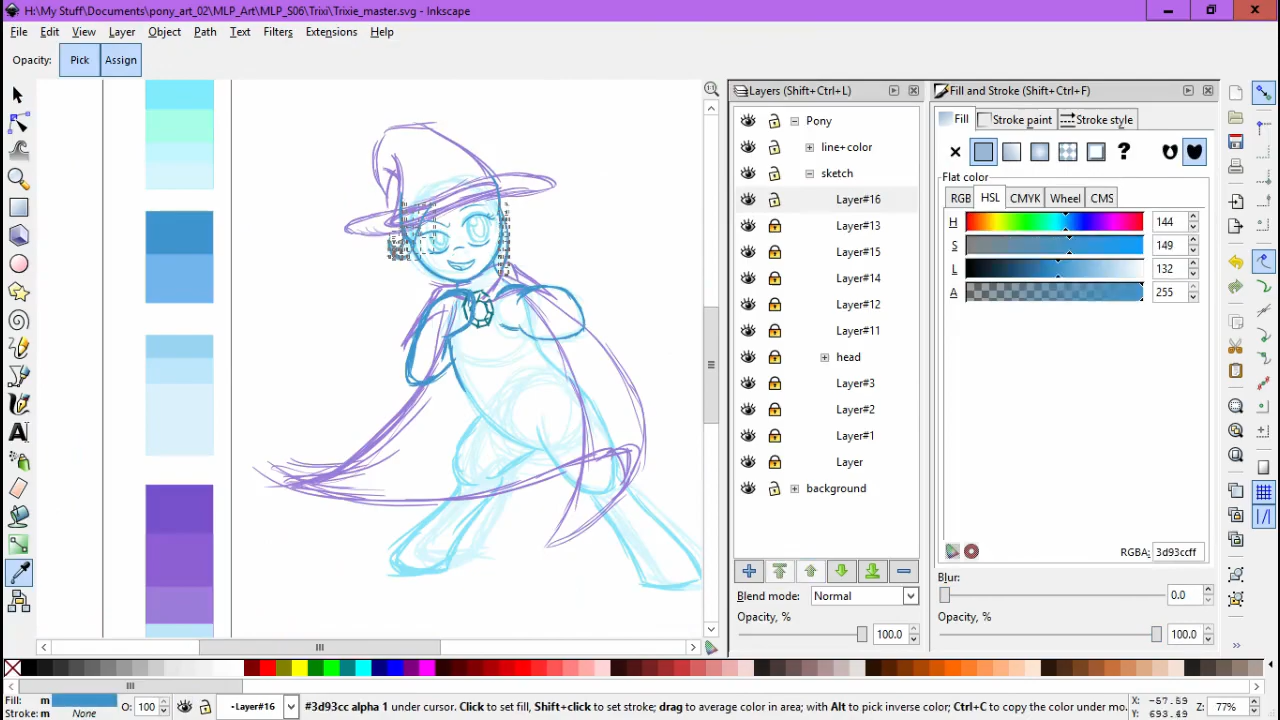 H:\My Stuff\Documents\pony_art_02\MLP_Art\MLP_S06\Trixi\Trixie_master.svg - Inkscape
File Edit View Layer Object Path Text Filters Extensions Help
Opacity: Pick Assign
Layers (Shift+Ctrl+L)
Pony
line+color
sketch
Layer#16
Layer#13
Layer#15
Layer#14
Layer#12
Layer#11
head
Layer#3
Layer#2
Layer#1
Layer
background
Blend mode: Normal
Opacity, % 100.0
Fill and Stroke (Shift+Ctrl+F)
Fill Stroke paint Stroke style
Flat color
RGB HSL CMYK Wheel CMS
H 144
S 149
L 132
A 255
RGBA: 3d93ccff
Blur:
0.0
Opacity, %
100.0
Fill: m O: 100 -Layer#16 #3d93cc alpha 1 under cursor. Click to set fill, Shift+click to set stroke; drag to average color in area; with Alt to pick inverse color; Ctrl+C to copy the color under mo... X: -57.59 Z: 77%
Stroke: m None Y: 693.49